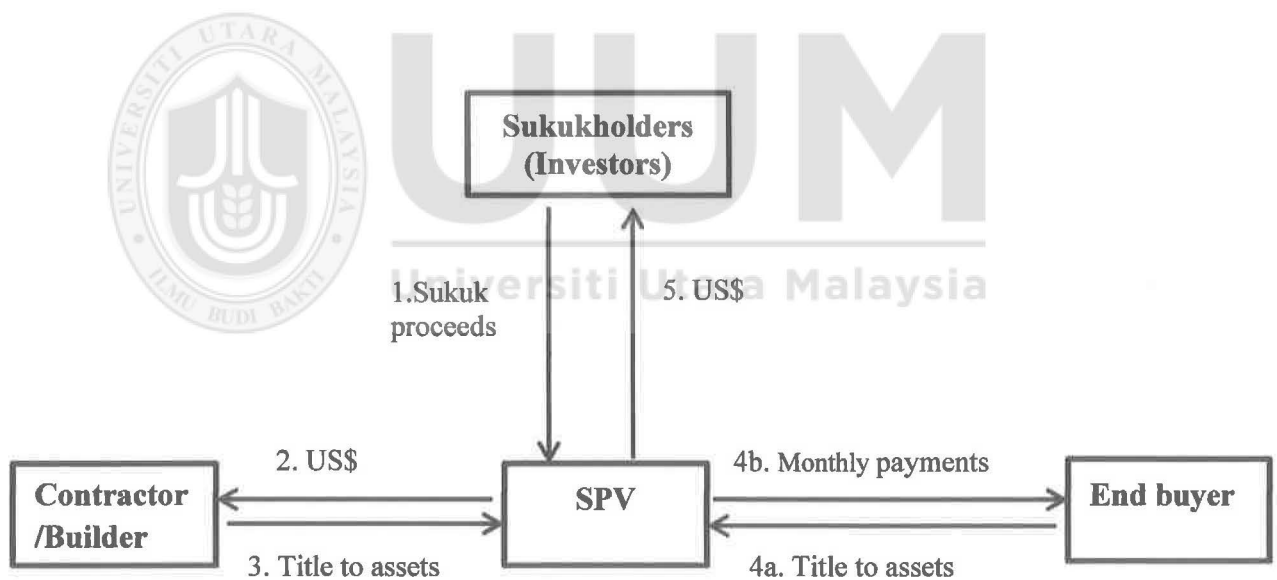 UNIVERSITI UTARA MALAYSIA
ILMU BUDI BAKTI
UUM
Universiti Utara Malaysia
Sukukholders
(Investors)
1.Sukuk
proceeds
5. US$
2. US$
4b. Monthly payments
Contractor
/Builder
SPV
End buyer
3. Title to assets
4a. Title to assets